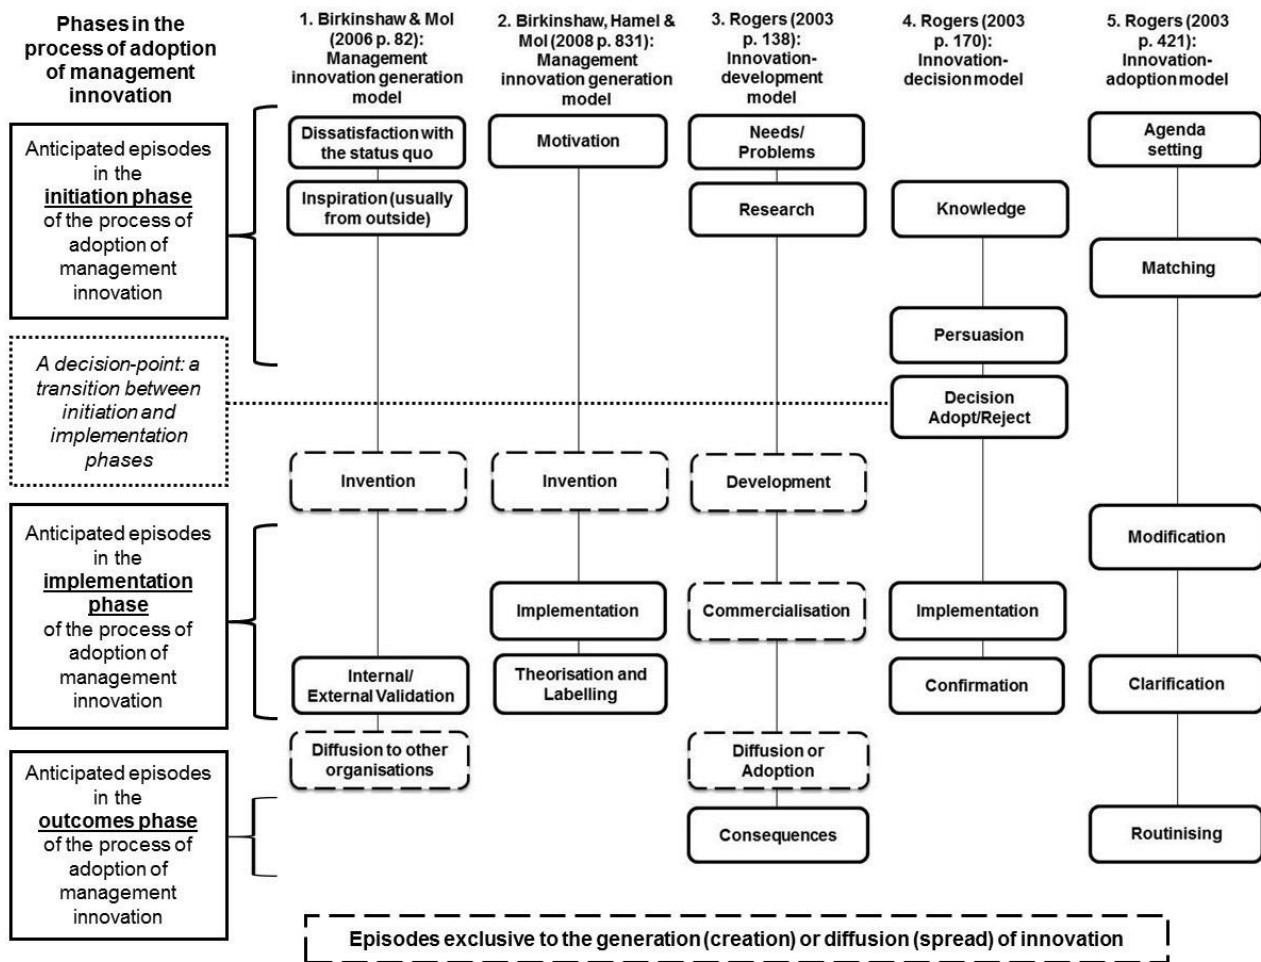 Phases in the
process of adoption
of management
innovation
1. Birkinshaw & Mol
(2006 p. 82):
Management
innovation generation
model
2. Birkinshaw, Hamel &
Mol (2008 p. 831):
Management
innovation generation
model
3. Rogers (2003
p. 138):
Innovation-
development
model
4. Rogers (2003
p. 170):
Innovation-
decision model
5. Rogers (2003
p. 421):
Innovation-
adoption model
Anticipated episodes
in the
initiation phase
of the process of
adoption of
management
innovation
Dissatisfaction with
the status quo
Motivation
Needs/
Problems
Agenda
setting
Inspiration (usually
from outside)
Research
Knowledge
Matching
Persuasion
A decision-point: a
transition between
initiation and
implementation
phases
Decision
Adopt/Reject
Invention
Invention
Development
Anticipated episodes
in the
implementation
phase
of the process of
adoption of
management
innovation
Modification
Implementation
Commercialisation
Implementation
Internal/
External Validation
Theorisation and
Labelling
Confirmation
Clarification
Diffusion to other
organisations
Diffusion or
Adoption
Anticipated episodes
in the
outcomes phase
of the process of
adoption of
management
innovation
Consequences
Routinising
Episodes exclusive to the generation (creation) or diffusion (spread) of innovation